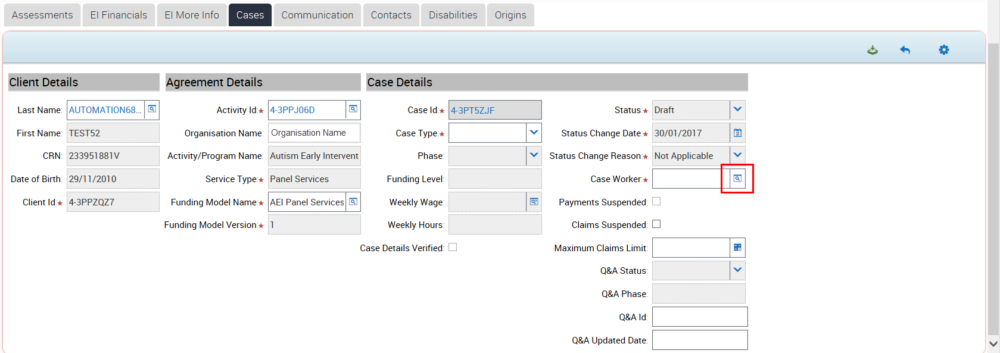 Assessments EI Financials EI More Info Cases Communication Contacts Disabilities Origins
Client Details Agreement Details Case Details
Last Name: AUTOMATION68... Activity Id:★ 4-3PPJ06D Case Id:★ 4-3PT5ZJF Status:★ Draft
First Name: TEST52 Organisation Name: Organisation Name Case Type:★ Status Change Date:★ 30/01/2017
CRN: 233951881V Activity/Program Name: Autism Early Intervent Phase: Status Change Reason:★ Not Applicable
Date of Birth: 29/11/2010 Service Type:★ Panel Services Funding Level: Case Worker:★
Client Id:★ 4-3PPZQZ7 Funding Model Name:★ AEI Panel Services Weekly Wage: Payments Suspended:
Funding Model Version:★ 1 Weekly Hours: Claims Suspended:
Case Details Verified: Maximum Claims Limit:
Q&A Status:
Q&A Phase:
Q&A Id:
Q&A Updated Date: